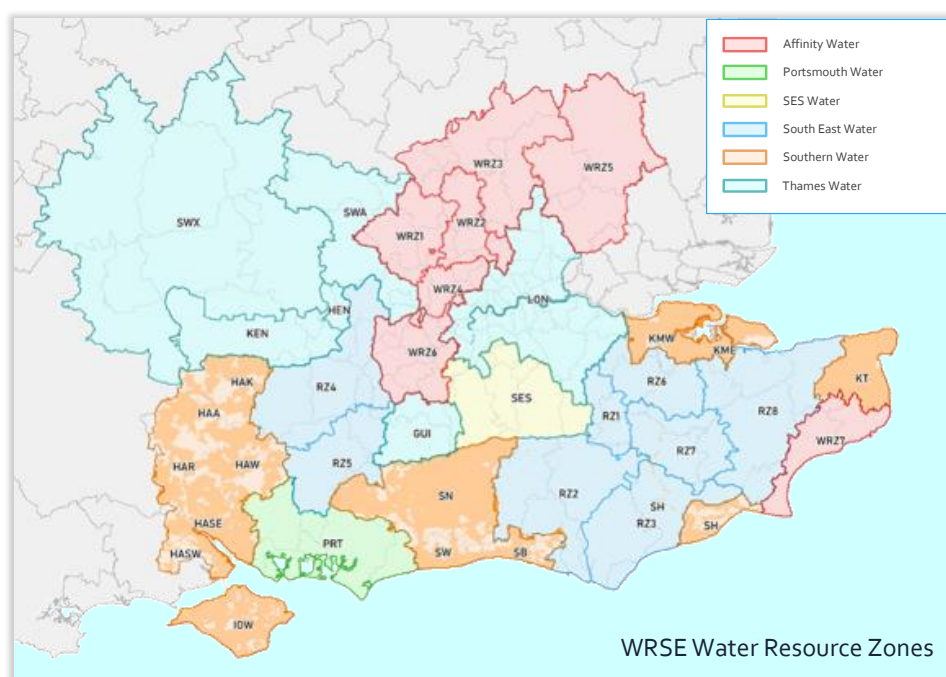 Affinity Water
Portsmouth Water
SES Water
South East Water
Southern Water
Thames Water
WRZ3
WRZ5
SWA
SWX
WRZ1
WRZ2
WRZ4
HEN
LON
KEN
WRZ6
KMW
KME
HAK
RZ4
RZ6
KT
SES
HAA
RZ1
RZ8
GUI
WRZ7
RZ5
RZ7
HAR
HAW
SN
RZ2
SH
HASE
RZ3
SH
PRT
HASW
SW
SB
IOW
WRSE Water Resource Zones